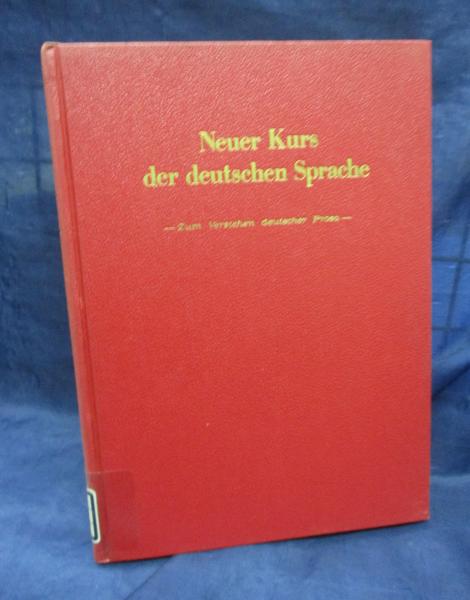 Neuer Kurs
der deutschen Sprache
—Zum Verstehen deutscher Prosa—